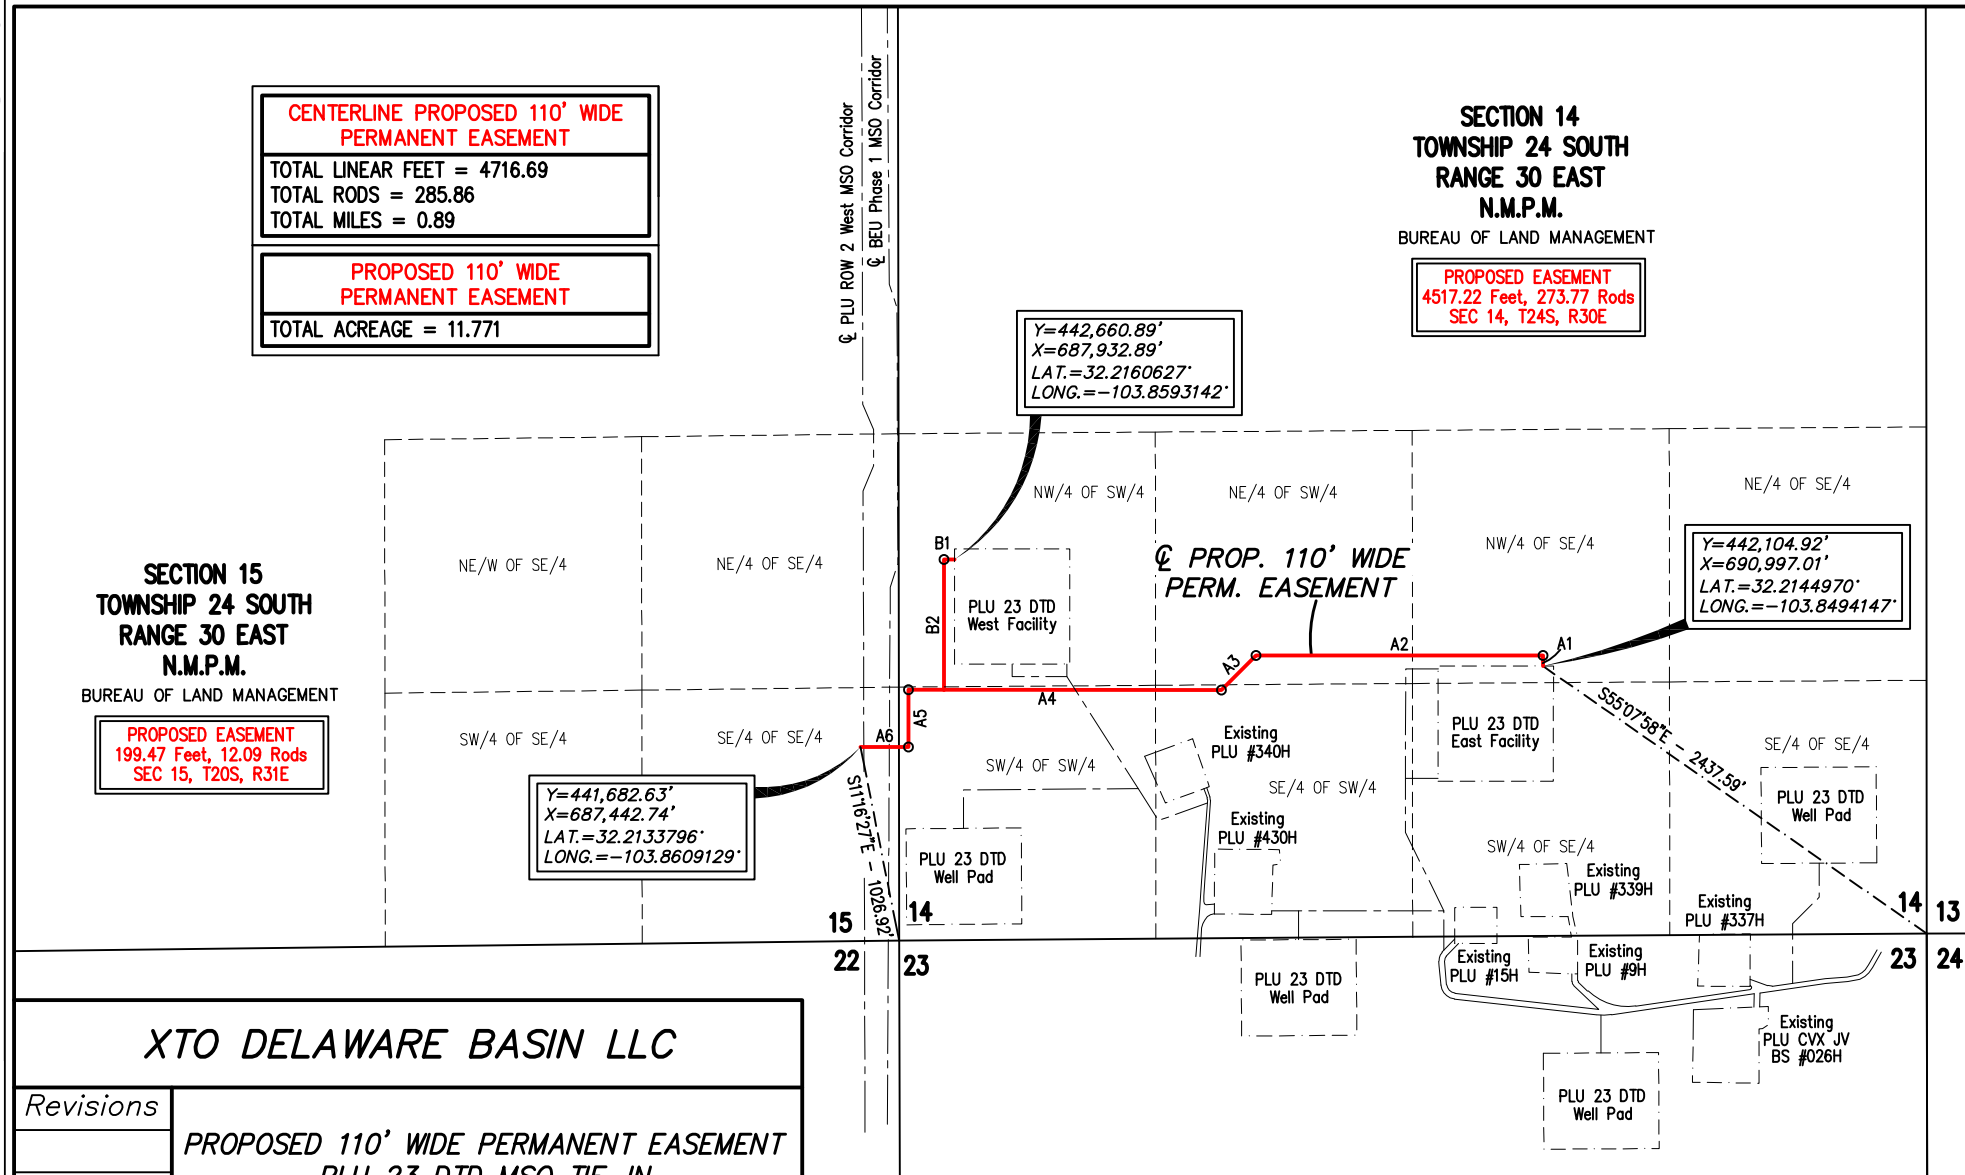 CENTERLINE PROPOSED 110' WIDE
PERMANENT EASEMENT
TOTAL LINEAR FEET = 4716.69
TOTAL RODS = 285.86
TOTAL MILES = 0.89
PROPOSED 110' WIDE
PERMANENT EASEMENT
TOTAL ACREAGE = 11.771
℄ PLU ROW 2 West MSO Corridor
℄ BEU Phase 1 MSO Corridor
SECTION 14
TOWNSHIP 24 SOUTH
RANGE 30 EAST
N.M.P.M.
BUREAU OF LAND MANAGEMENT
PROPOSED EASEMENT
4517.22 Feet, 273.77 Rods
SEC 14, T24S, R30E
Y=442,660.89'
X=687,932.89'
LAT.=32.2160627°
LONG.=-103.8593142°
NW/4 OF SW/4
NE/4 OF SW/4
NW/4 OF SE/4
NE/4 OF SE/4
NE/W OF SE/4
NE/4 OF SE/4
Y=442,104.92'
X=690,997.01'
LAT.=32.2144970°
LONG.=-103.8494147°
SECTION 15
TOWNSHIP 24 SOUTH
RANGE 30 EAST
N.M.P.M.
BUREAU OF LAND MANAGEMENT
PROPOSED EASEMENT
199.47 Feet, 12.09 Rods
SEC 15, T20S, R31E
B1
B2
PLU 23 DTD
West Facility
℄ PROP. 110' WIDE
PERM. EASEMENT
A1
A2
A3
A4
A5
A6
SW/4 OF SE/4
SE/4 OF SE/4
SW/4 OF SW/4
SE/4 OF SW/4
SW/4 OF SE/4
SE/4 OF SE/4
Existing
PLU #340H
PLU 23 DTD
East Facility
S55°07'58"E - 2437.59'
PLU 23 DTD
Well Pad
Y=441,682.63'
X=687,442.74'
LAT.=32.2133796°
LONG.=-103.8609129°
S11°16'27"E - 1026.92'
PLU 23 DTD
Well Pad
Existing
PLU #430H
Existing
PLU #339H
Existing
PLU #337H
15
14
14
13
22
23
23
24
PLU 23 DTD
Well Pad
Existing
PLU #15H
Existing
PLU #9H
Existing
PLU CVX JV
BS #026H
PLU 23 DTD
Well Pad
XTO DELAWARE BASIN LLC
Revisions
PROPOSED 110' WIDE PERMANENT EASEMENT
PLU 23 DTD MSO TIE-IN